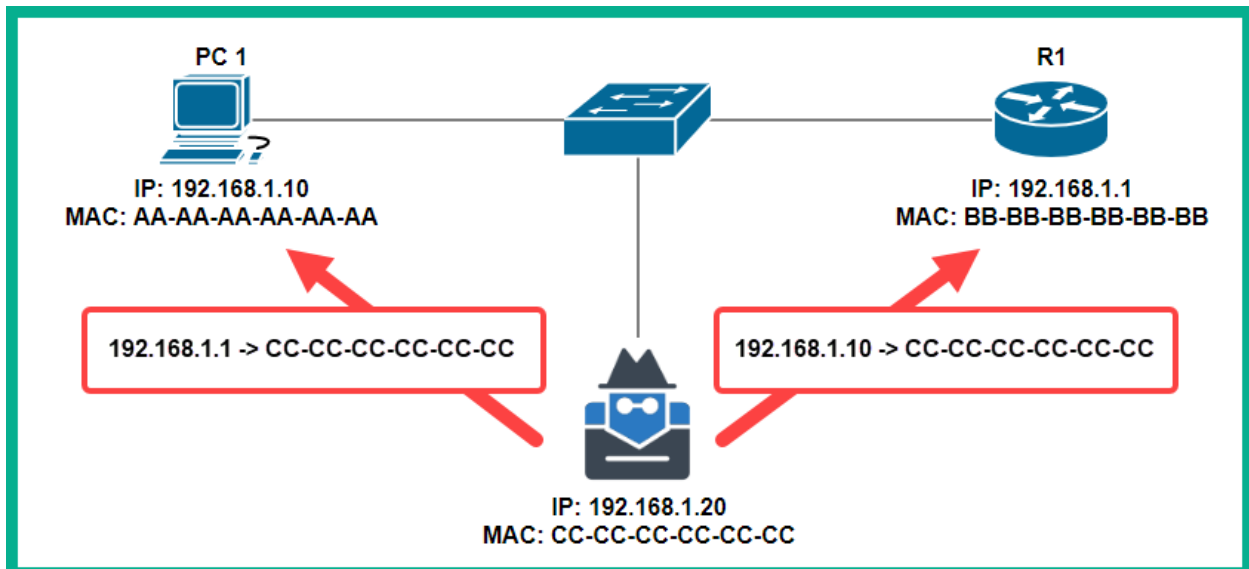 PC 1
R1
IP: 192.168.1.10
MAC: AA-AA-AA-AA-AA-AA
IP: 192.168.1.1
MAC: BB-BB-BB-BB-BB-BB
192.168.1.1 -> CC-CC-CC-CC-CC-CC
192.168.1.10 -> CC-CC-CC-CC-CC-CC
IP: 192.168.1.20
MAC: CC-CC-CC-CC-CC-CC